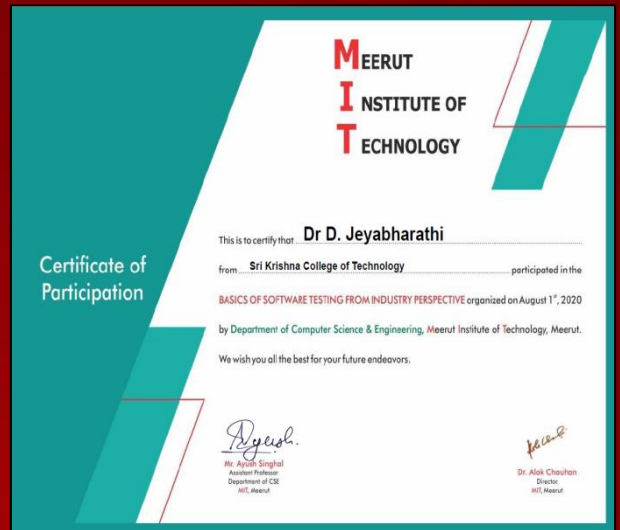 MEERUT
INSTITUTE OF
TECHNOLOGY
Certificate of
Participation
This is to certify that Dr D. Jeyabharathi
from Sri Krishna College of Technology participated in the
BASICS OF SOFTWARE TESTING FROM INDUSTRY PERSPECTIVE organized on August 1st, 2020
by Department of Computer Science & Engineering, Meerut Institute of Technology, Meerut.
We wish you all the best for your future endeavors.
Ayush.
Mr. Ayush Singhal
Assistant Professor
Department of CSE
MIT, Meerut
Dr. Alok Chauhan
Director
MIT, Meerut